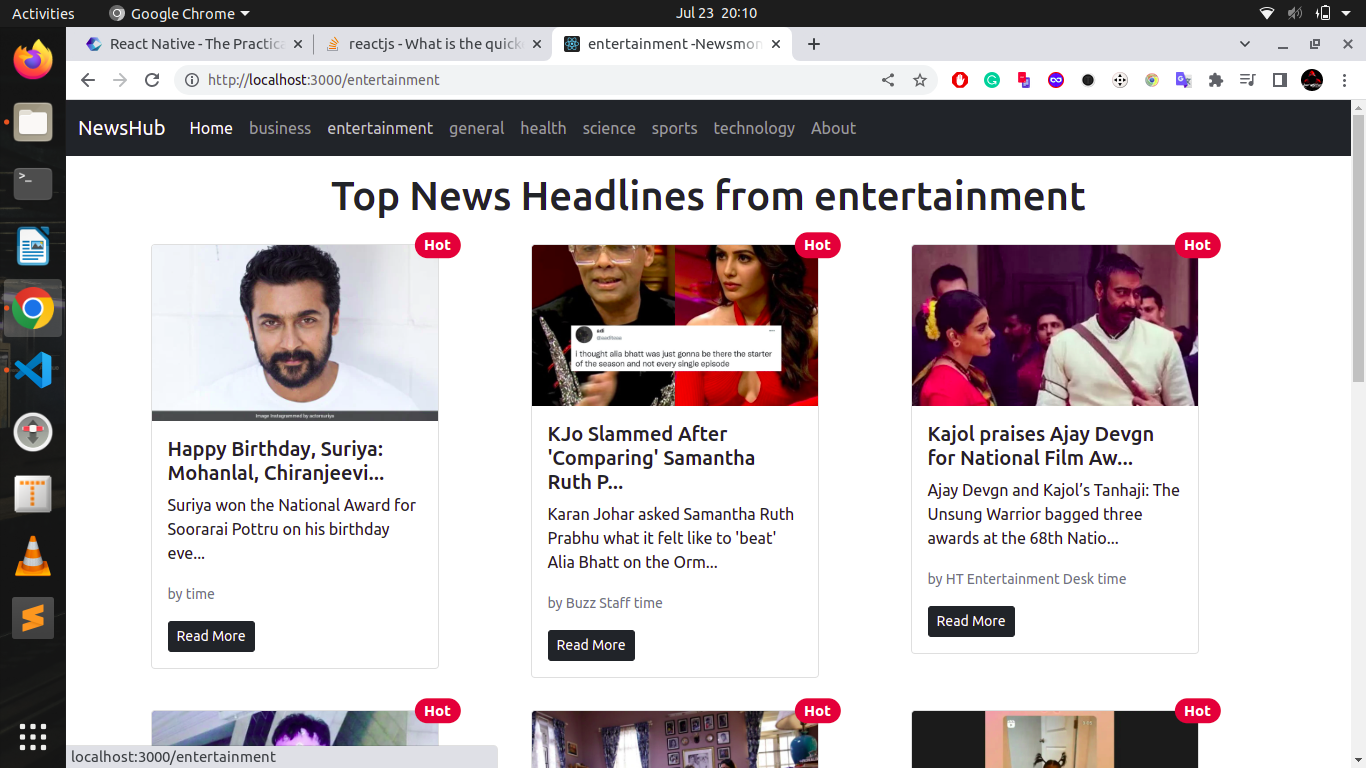 Activities Google Chrome Jul 23 20:10
React Native - The Practica reactjs - What is the quick entertainment -Newsmon
http://localhost:3000/entertainment
NewsHub Home business entertainment general health science sports technology About
Top News Headlines from entertainment
Hot
Image Instagrammed by actorsuriya
Happy Birthday, Suriya:
Mohanlal, Chiranjeevi...
Suriya won the National Award for
Soorarai Pottru on his birthday
eve...
by time
Read More
Hot
i thought alia bhatt was just gonna be there the starter
of the season and not every single episode
KJo Slammed After
'Comparing' Samantha
Ruth P...
Karan Johar asked Samantha Ruth
Prabhu what it felt like to 'beat'
Alia Bhatt on the Orm...
by Buzz Staff time
Read More
Hot
Kajol praises Ajay Devgn
for National Film Aw...
Ajay Devgn and Kajol’s Tanhaji: The
Unsung Warrior bagged three
awards at the 68th Natio...
by HT Entertainment Desk time
Read More
Hot
Hot
Hot
localhost:3000/entertainment